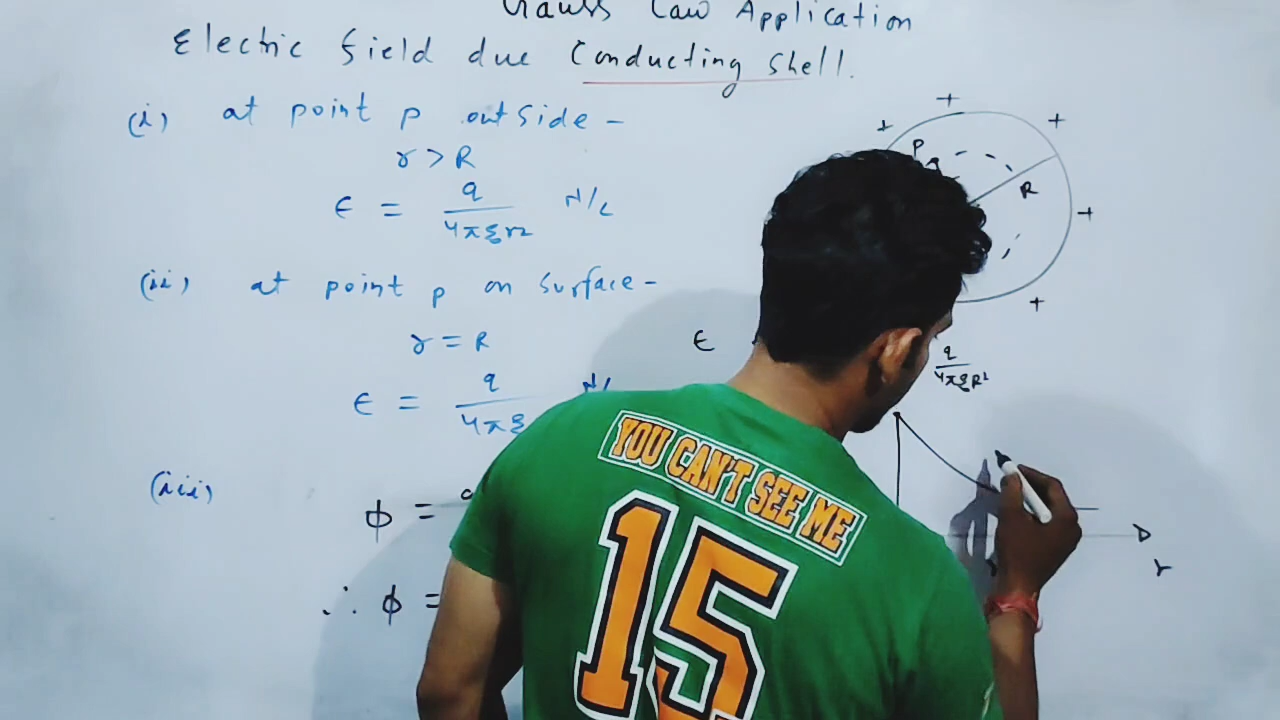 Gauss Law Application
Electric field due Conducting Shell.
(i) at point p outside -
r > R
E = q / 4πε₀r² N/C
(ii) at point p on surface -
r = R
E = q / 4πε N/
(iii)
ϕ =
∴ ϕ =
+ + + + +
P
R
E
q / 4πε₀R²
r
YOU CAN'T SEE ME
15